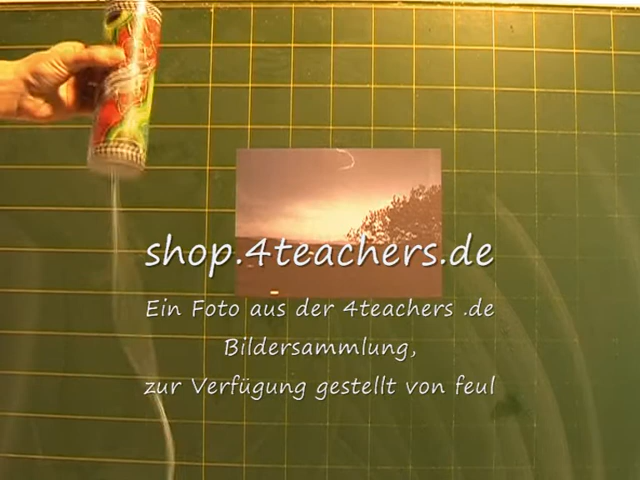 shop.4teachers.de
Ein Foto aus der 4teachers .de
Bildersammlung,
zur Verfügung gestellt von feul